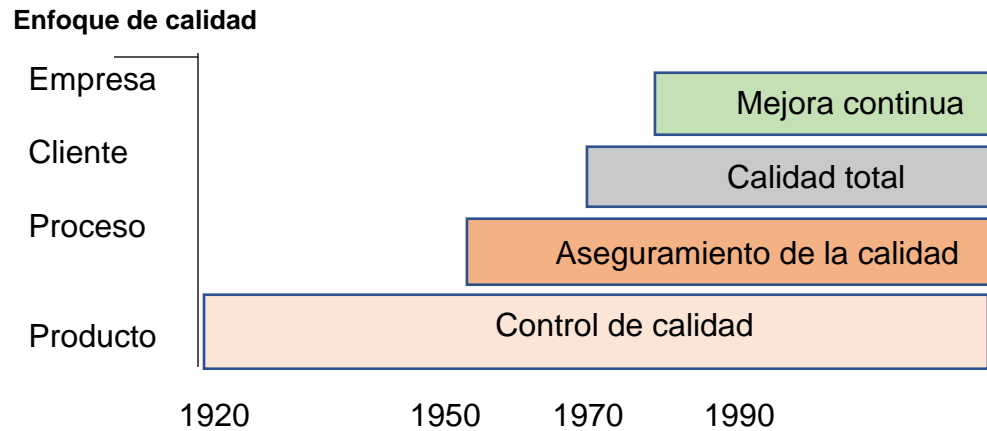 Enfoque de calidad
Empresa
Mejora continua
Cliente
Calidad total
Proceso
Aseguramiento de la calidad
Producto
Control de calidad
1920 1950 1970 1990